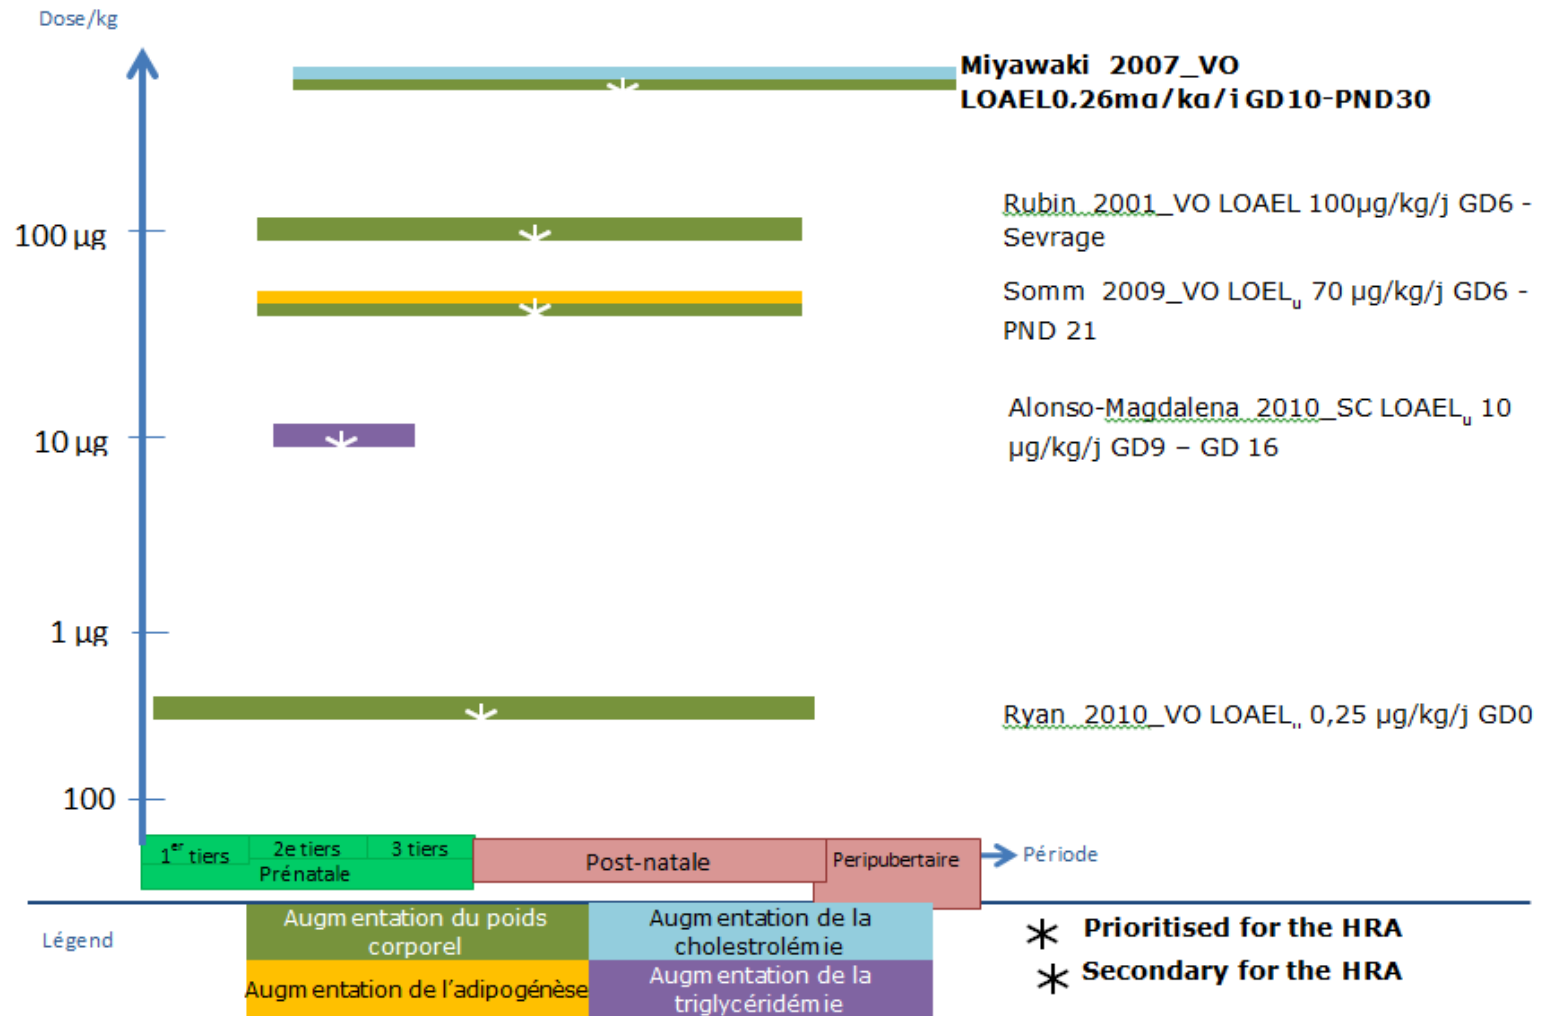 Dose/kg
Miyawaki 2007_VO
LOAEL0.26mg/kg/j GD10-PND30
Rubin 2001_VO LOAEL 100µg/kg/j GD6 -
Sevrage
100 µg
Somm 2009_VO LOELu 70 µg/kg/j GD6 -
PND 21
Alonso-Magdalena 2010_SC LOAELu 10
µg/kg/j GD9 – GD 16
10 µg
1 µg
Ryan 2010_VO LOAELu 0,25 µg/kg/j GD0
100
1er tiers
2e tiers
3 tiers
Prénatale
Post-natale
Peripubertaire
Période
Légend
Augmentation du poids
corporel
Augmentation de la
cholestrolémie
Augmentation de l'adipogénèse
Augmentation de la
triglycéridémie
* Prioritised for the HRA
* Secondary for the HRA